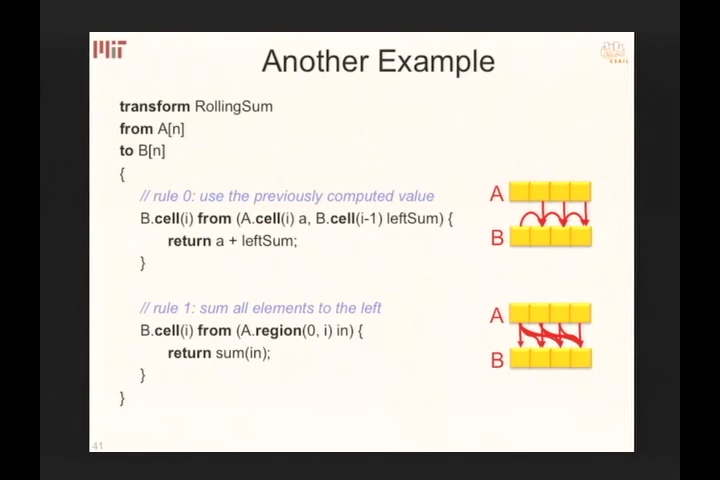 MIT
Another Example
CSAIL
transform RollingSum
from A[n]
to B[n]
{
// rule 0: use the previously computed value
B.cell(i) from (A.cell(i) a, B.cell(i-1) leftSum) {
return a + leftSum;
}
// rule 1: sum all elements to the left
B.cell(i) from (A.region(0, i) in) {
return sum(in);
}
}
A
B
A
B
41